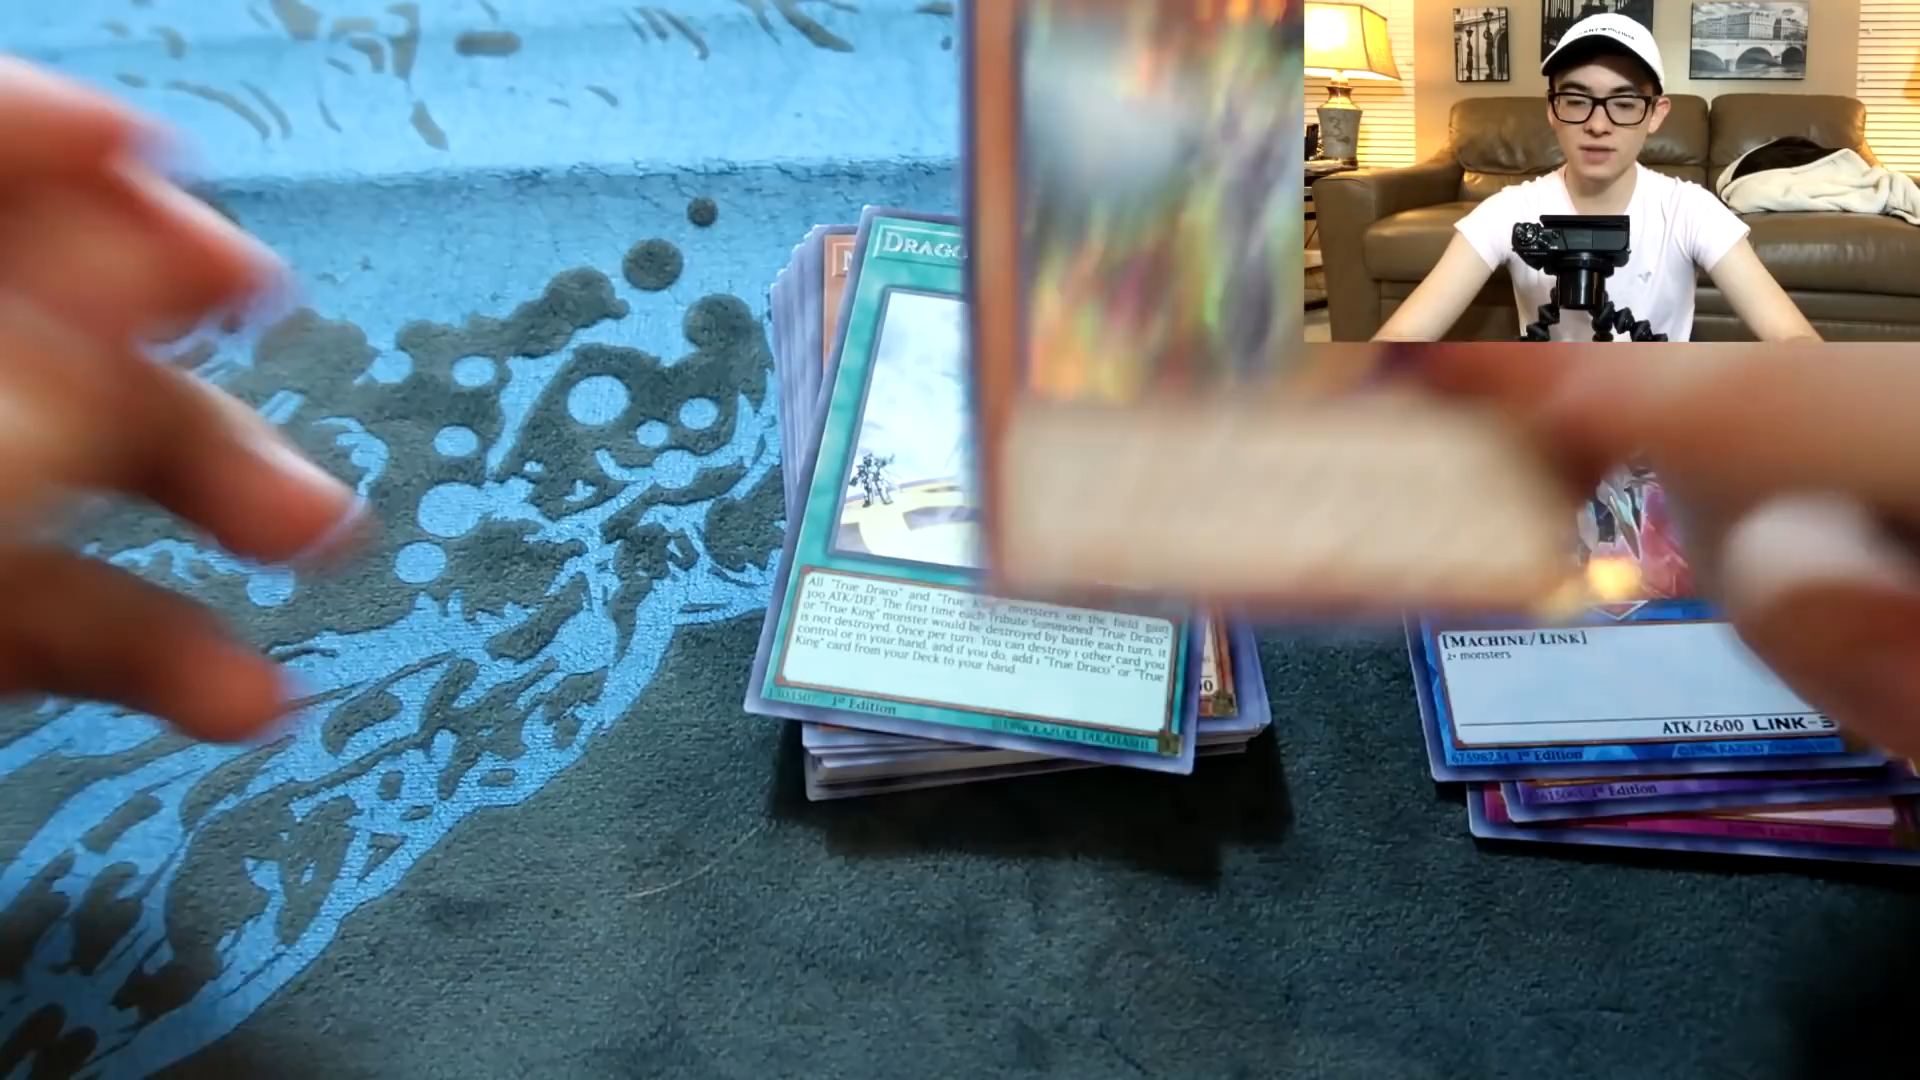 DRAGO
All "True Draco" and "True K monsters on the field gain
300 ATK/DEF. The first time each Tribute Summoned "True Draco"
or "True King" monster would be destroyed by battle each turn, it
is not destroyed. Once per turn: You can destroy 1 other card you
control or in your hand, and if you do, add 1 "True Draco" or "True
King" card from your Deck to your hand.
1st Edition
©1996 KAZUKI TAKAHASHI
[MACHINE/LINK]
2+ monsters
ATK/2600 LINK-3
67598234 1st Edition
1st Edition